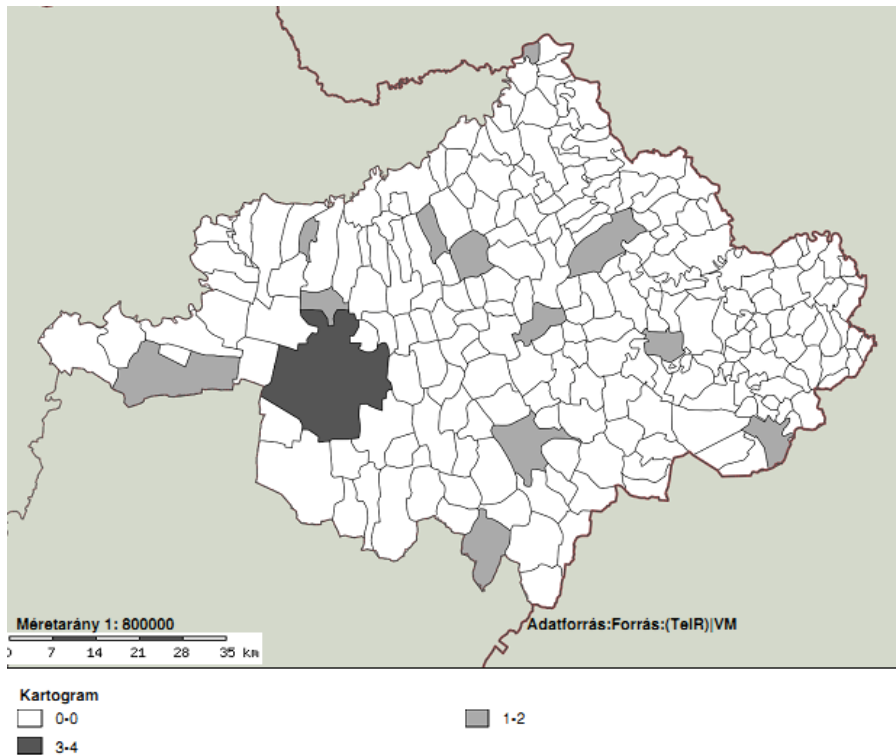 Méretarány 1: 800000
0 7 14 21 28 35 km
Adatforrás:Forrás:(TeIR)|VM
Kartogram
0-0
1-2
3-4